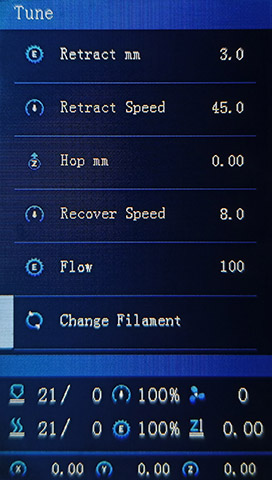 Tune
E Retract mm 3.0
Retract Speed 45.0
Z Hop mm 0.00
Recover Speed 8.0
E Flow 100
Change Filament
21/ 0 100% 0
21/ 0 E 100% Z 0.00
X 0.00 Y 0.00 Z 0.00